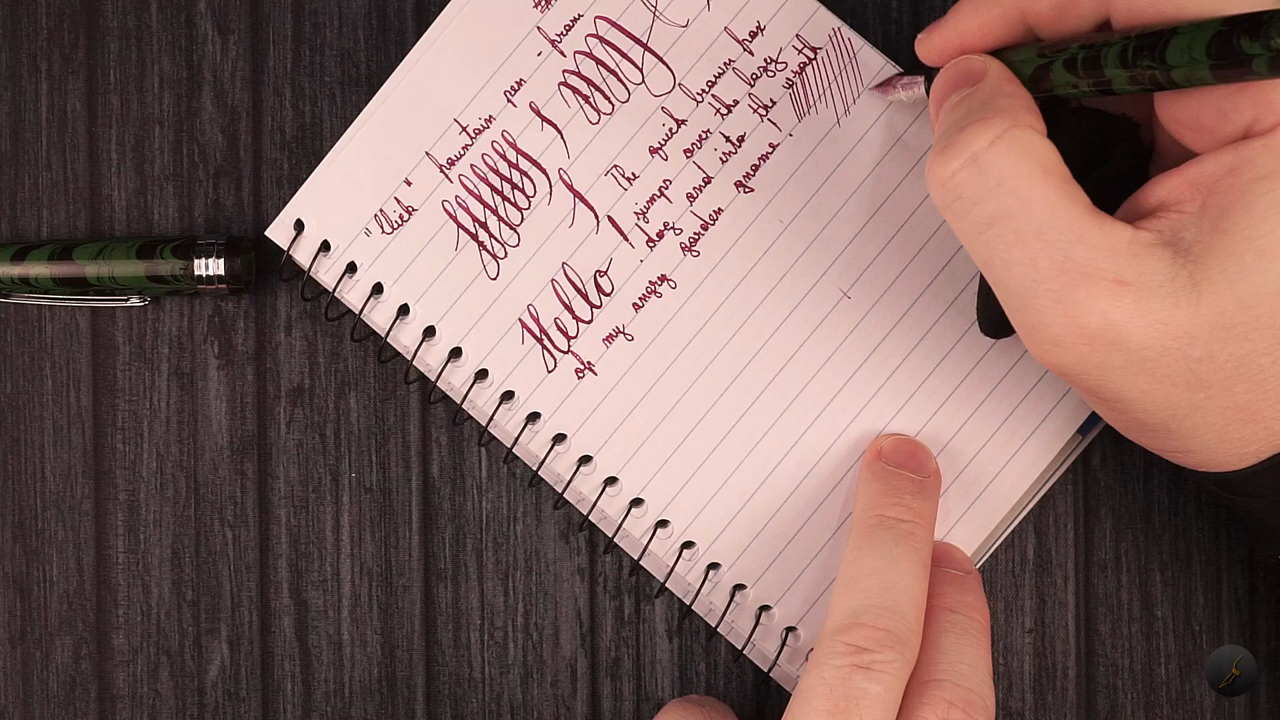 "Click" fountain pen - from
The quick brown fox
jumps over the lazy
dog and into the wrath
Hello
of my angry garden gnome.